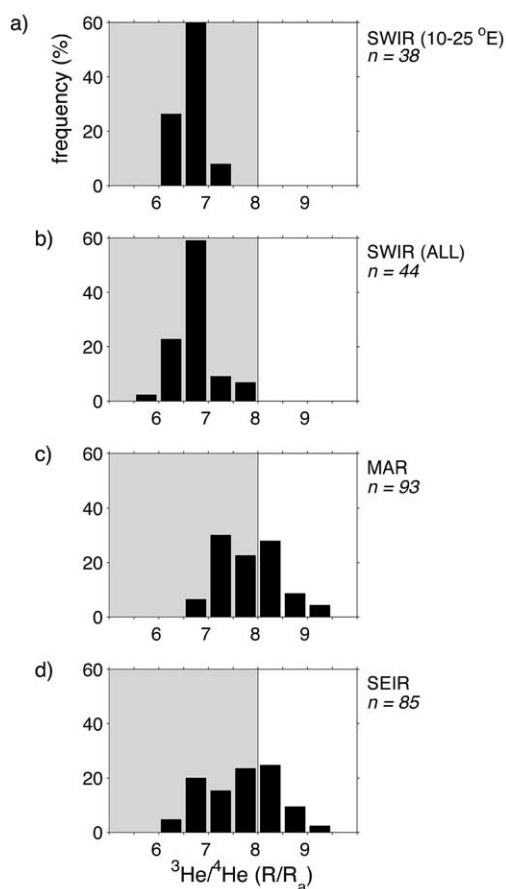 a)
60
40
20
0
frequency (%)
6 7 8 9
SWIR (10-25 °E)
n = 38
b)
60
40
20
0
6 7 8 9
SWIR (ALL)
n = 44
c)
60
40
20
0
6 7 8 9
MAR
n = 93
d)
60
40
20
0
6 7 8 9
SEIR
n = 85
³He/⁴He (R/Rₐ)